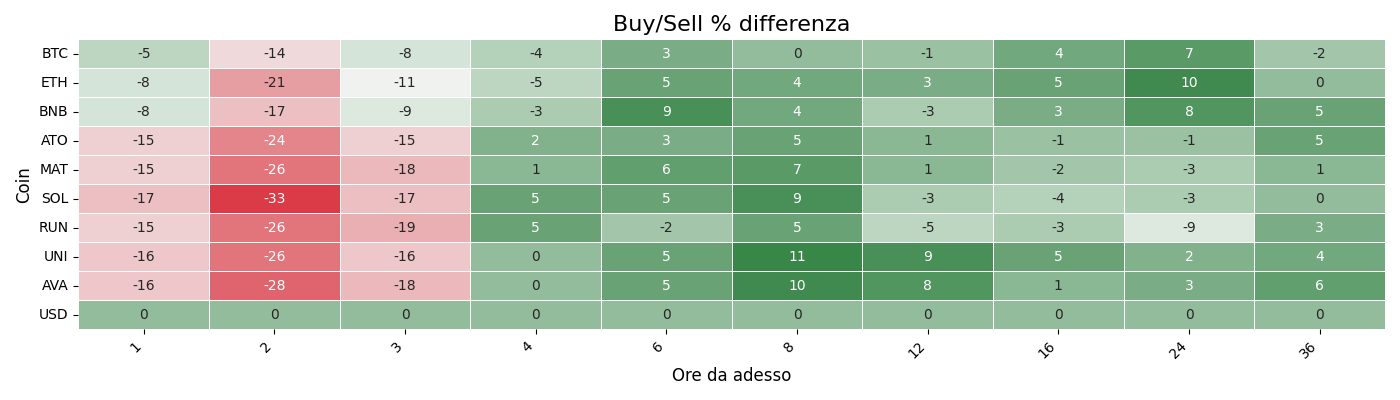 Buy/Sell % differenza
Coin
BTC -5 -14 -8 -4 3 0 -1 4 7 -2
ETH -8 -21 -11 -5 5 4 3 5 10 0
BNB -8 -17 -9 -3 9 4 -3 3 8 5
ATO -15 -24 -15 2 3 5 1 -1 -1 5
MAT -15 -26 -18 1 6 7 1 -2 -3 1
SOL -17 -33 -17 5 5 9 -3 -4 -3 0
RUN -15 -26 -19 5 -2 5 -5 -3 -9 3
UNI -16 -26 -16 0 5 11 9 5 2 4
AVA -16 -28 -18 0 5 10 8 1 3 6
USD 0 0 0 0 0 0 0 0 0 0
1 2 3 4 6 8 12 16 24 36
Ore da adesso